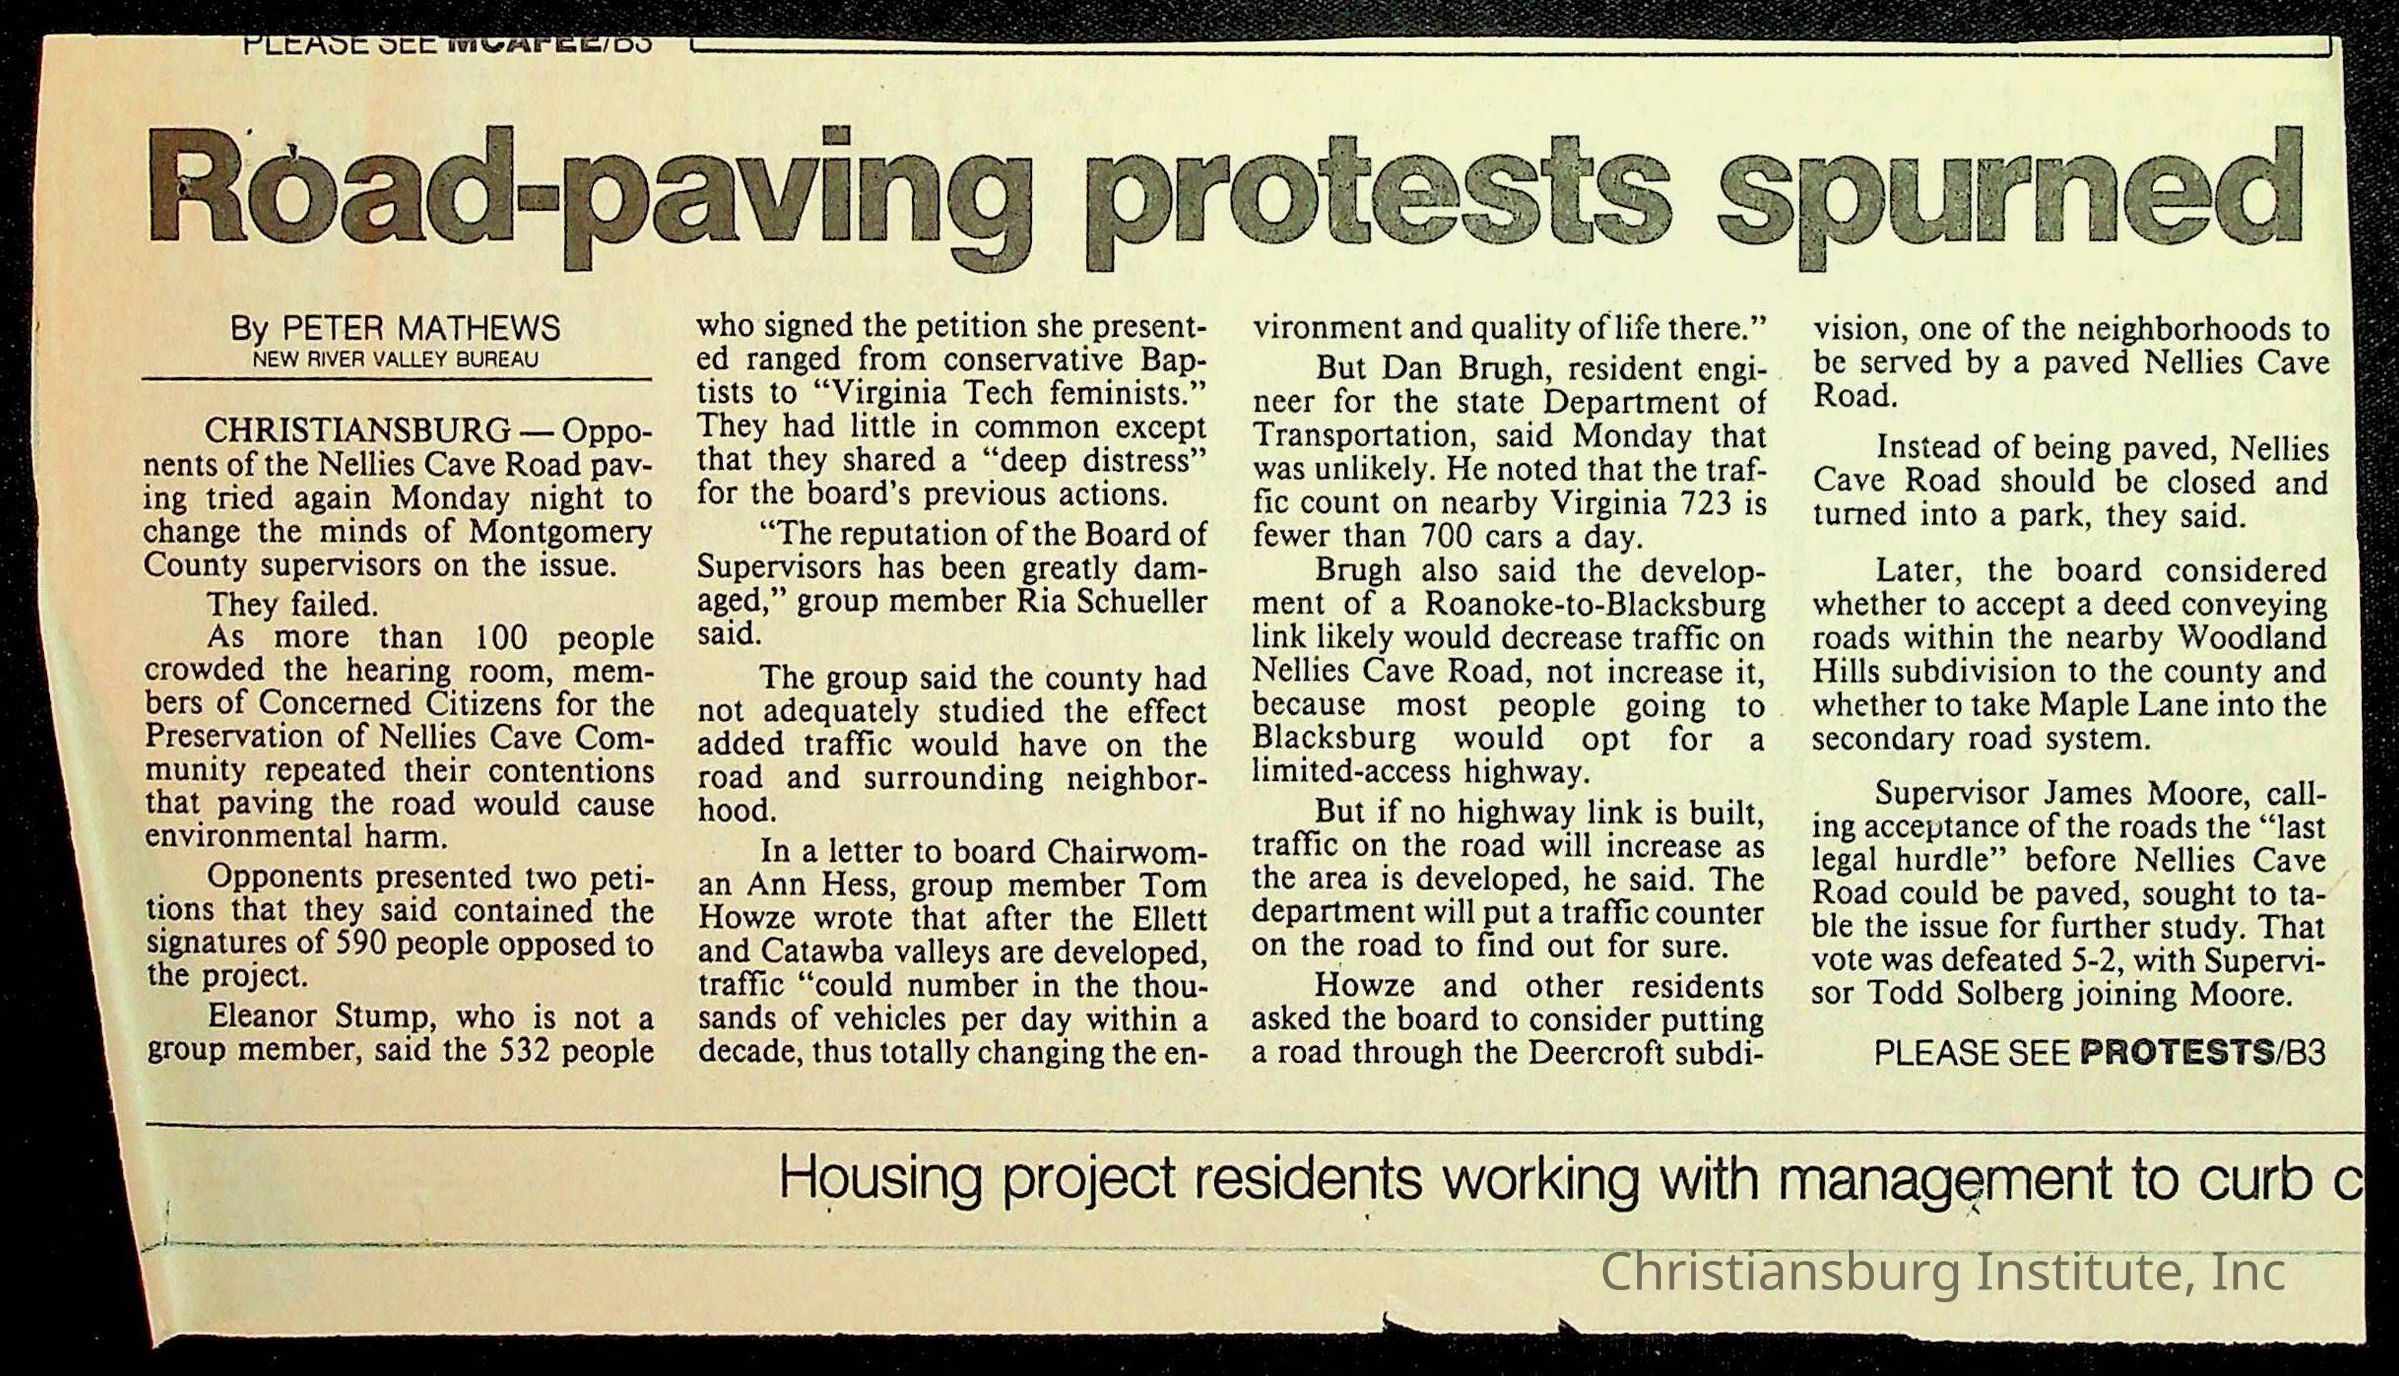 PLEASE SEE MCAFEE/B3
Road-paving protests spurned
By PETER MATHEWS
NEW RIVER VALLEY BUREAU
CHRISTIANSBURG — Oppo-
nents of the Nellies Cave Road pav-
ing tried again Monday night to
change the minds of Montgomery
County supervisors on the issue.
They failed.
As more than 100 people
crowded the hearing room, mem-
bers of Concerned Citizens for the
Preservation of Nellies Cave Com-
munity repeated their contentions
that paving the road would cause
environmental harm.
Opponents presented two peti-
tions that they said contained the
signatures of 590 people opposed to
the project.
Eleanor Stump, who is not a
group member, said the 532 people
who signed the petition she present-
ed ranged from conservative Bap-
tists to “Virginia Tech feminists.”
They had little in common except
that they shared a “deep distress”
for the board’s previous actions.
“The reputation of the Board of
Supervisors has been greatly dam-
aged,” group member Ria Schueller
said.
The group said the county had
not adequately studied the effect
added traffic would have on the
road and surrounding neighbor-
hood.
In a letter to board Chairwom-
an Ann Hess, group member Tom
Howze wrote that after the Ellett
and Catawba valleys are developed,
traffic “could number in the thou-
sands of vehicles per day within a
decade, thus totally changing the en-
vironment and quality of life there.”
But Dan Brugh, resident engi-
neer for the state Department of
Transportation, said Monday that
was unlikely. He noted that the traf-
fic count on nearby Virginia 723 is
fewer than 700 cars a day.
Brugh also said the develop-
ment of a Roanoke-to-Blacksburg
link likely would decrease traffic on
Nellies Cave Road, not increase it,
because most people going to
Blacksburg would opt for a
limited-access highway.
But if no highway link is built,
traffic on the road will increase as
the area is developed, he said. The
department will put a traffic counter
on the road to find out for sure.
Howze and other residents
asked the board to consider putting
a road through the Deercroft subdi-
vision, one of the neighborhoods to
be served by a paved Nellies Cave
Road.
Instead of being paved, Nellies
Cave Road should be closed and
turned into a park, they said.
Later, the board considered
whether to accept a deed conveying
roads within the nearby Woodland
Hills subdivision to the county and
whether to take Maple Lane into the
secondary road system.
Supervisor James Moore, call-
ing acceptance of the roads the “last
legal hurdle” before Nellies Cave
Road could be paved, sought to ta-
ble the issue for further study. That
vote was defeated 5-2, with Supervi-
sor Todd Solberg joining Moore.
PLEASE SEE PROTESTS/B3
Housing project residents working with management to curb c
Christiansburg Institute, Inc